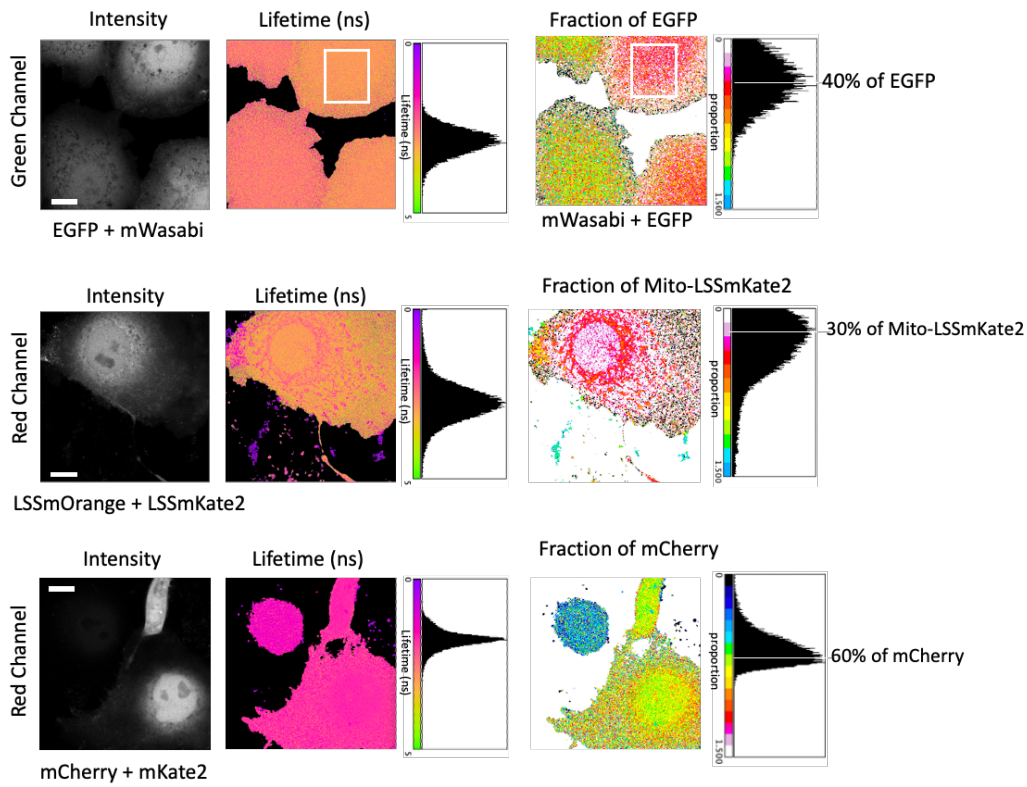 Intensity
Lifetime (ns)
Fraction of EGFP
Green Channel
0
Lifetime (ns)
5
0
proportion
1.500
40% of EGFP
EGFP + mWasabi
mWasabi + EGFP
Intensity
Lifetime (ns)
Fraction of Mito-LSSmKate2
Red Channel
0
Lifetime (ns)
5
0
proportion
1.500
30% of Mito-LSSmKate2
LSSmOrange + LSSmKate2
Intensity
Lifetime (ns)
Fraction of mCherry
Red Channel
0
Lifetime (ns)
5
0
proportion
1.500
60% of mCherry
mCherry + mKate2